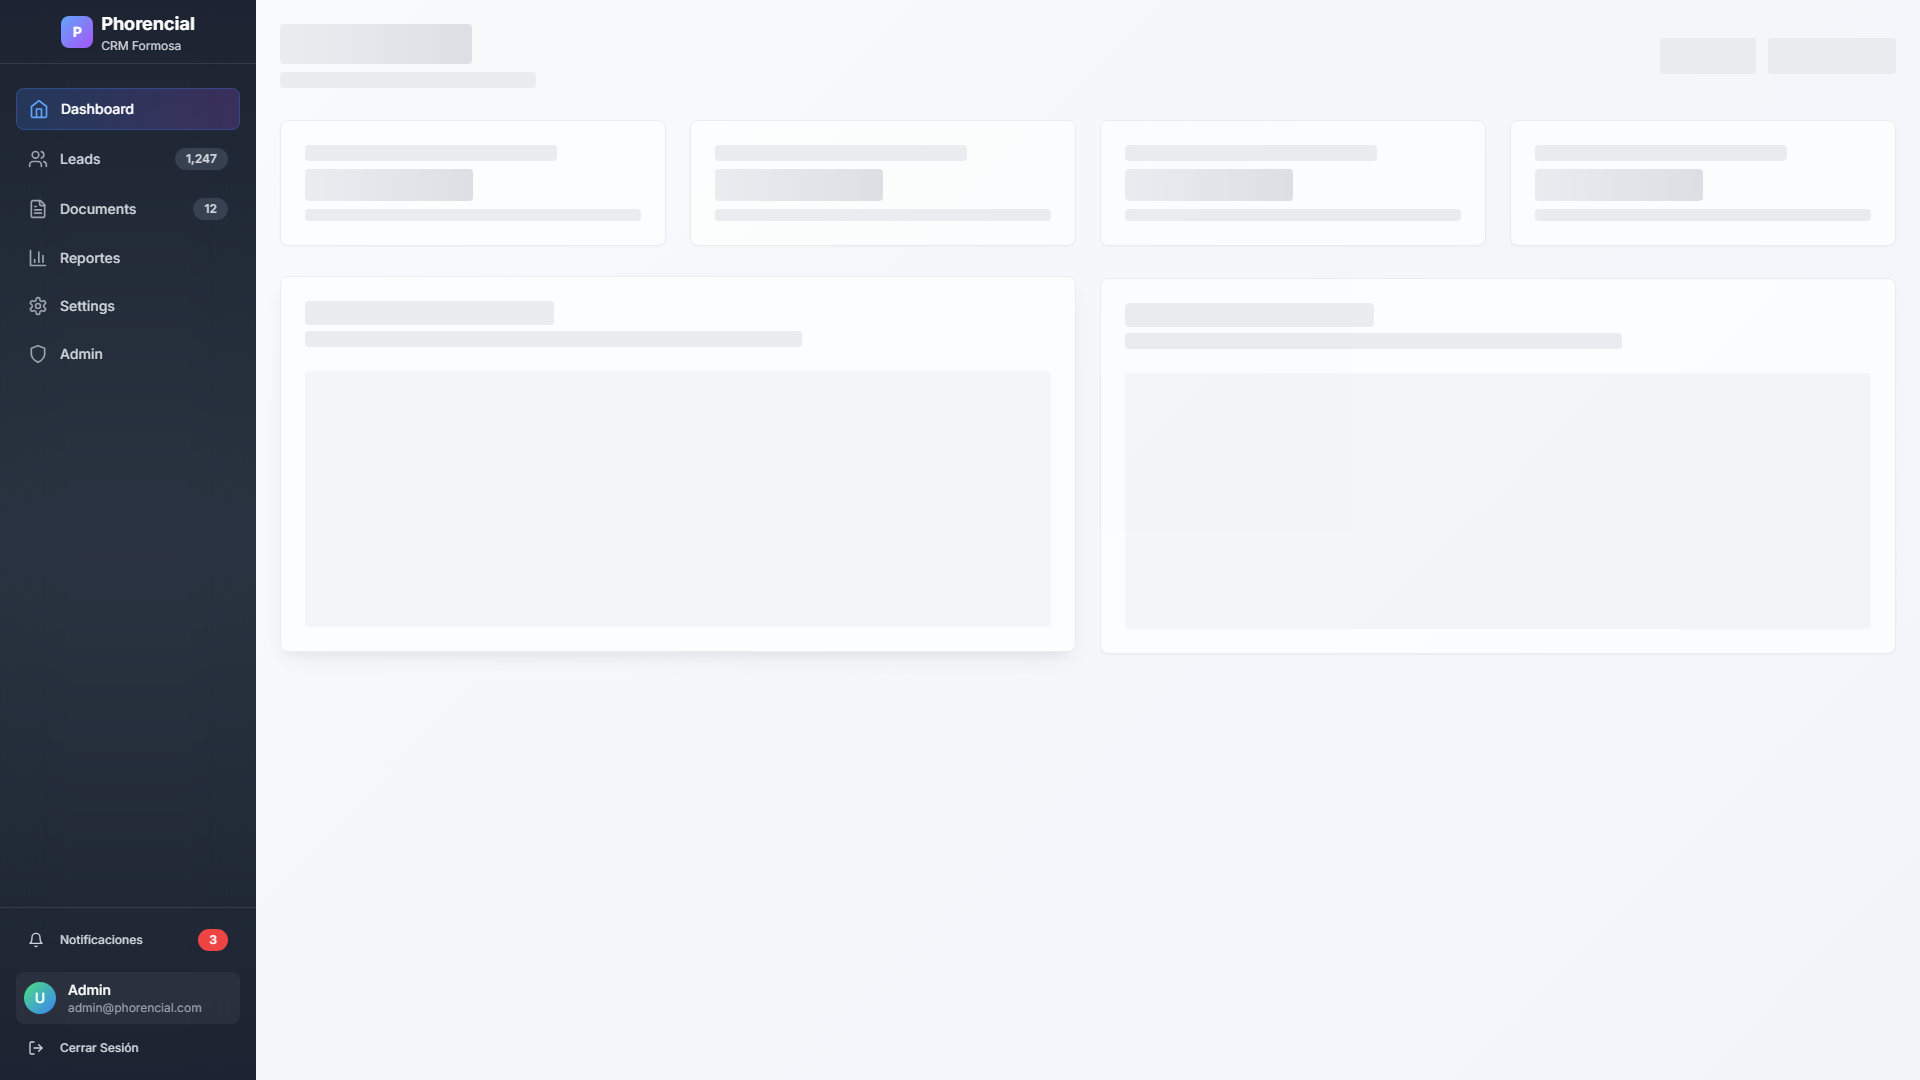 P
Phorencial
CRM Formosa
Dashboard
Leads
1,247
Documents
12
Reportes
Settings
Admin
Notificaciones
3
U
Admin
admin@phorencial.com
Cerrar Sesión